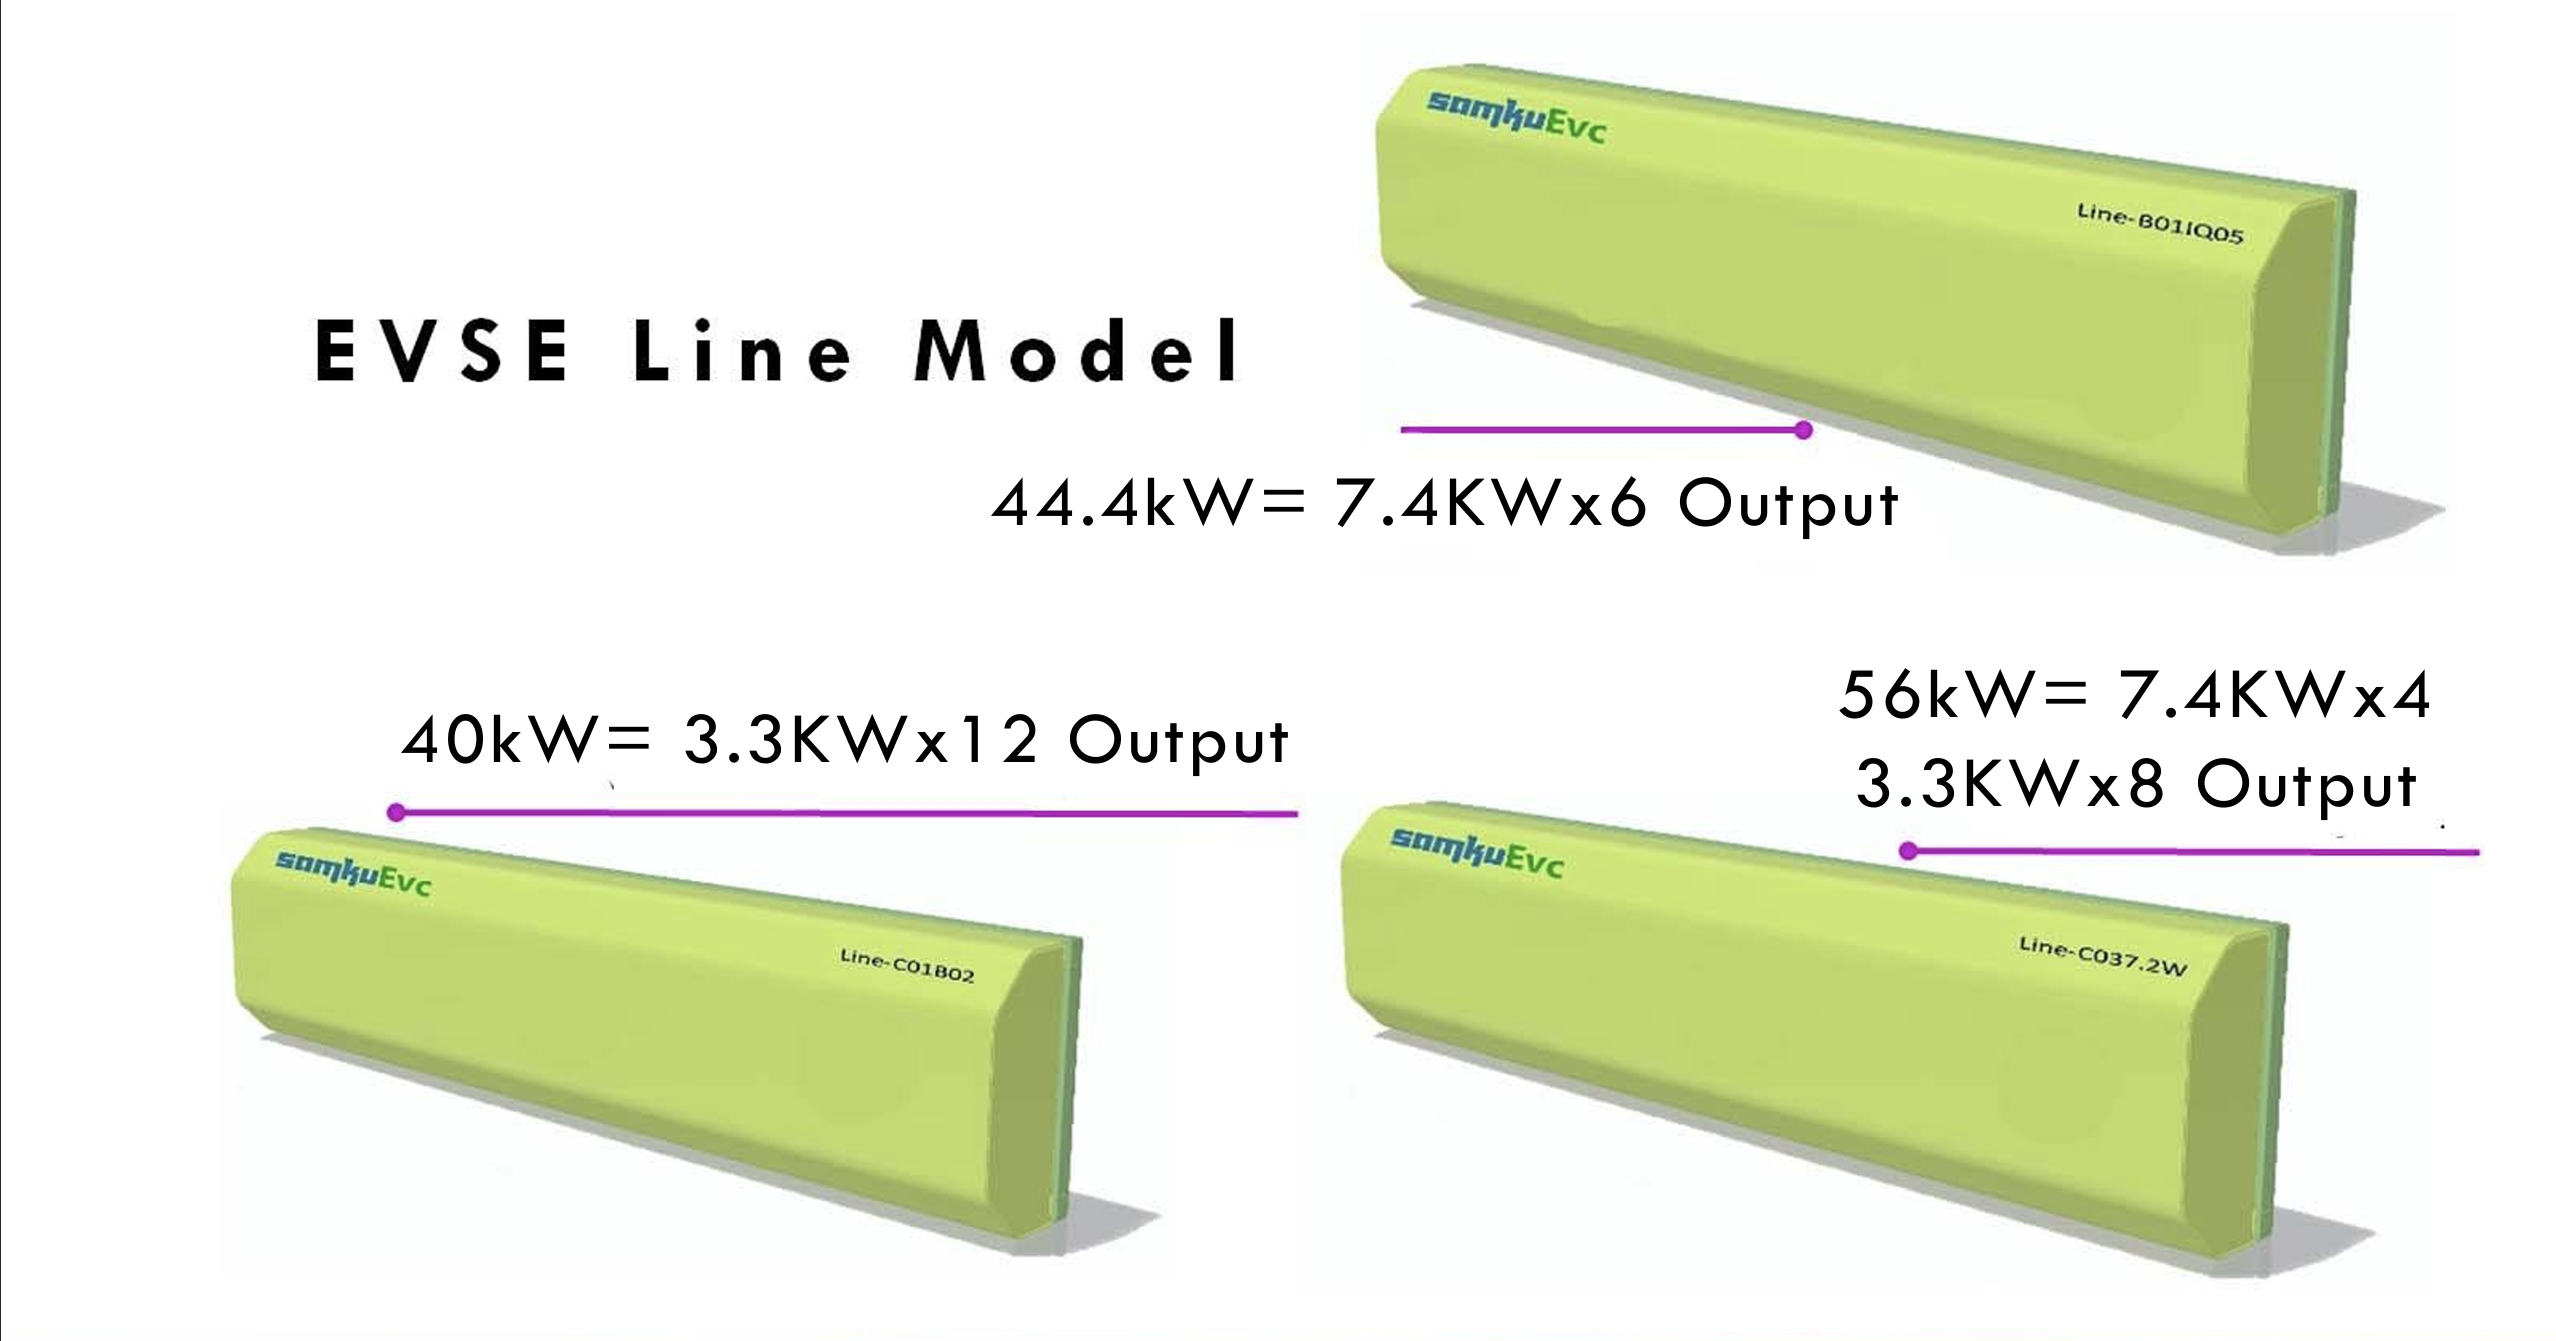 samkuEvc
Line-B01IQ05
EVSE Line Model
44.4kW= 7.4KWx6 Output
40kW= 3.3KWx12 Output
56kW= 7.4KWx4
3.3KWx8 Output
samkuEvc
Line-C01B02
samkuEvc
Line-C037.2W